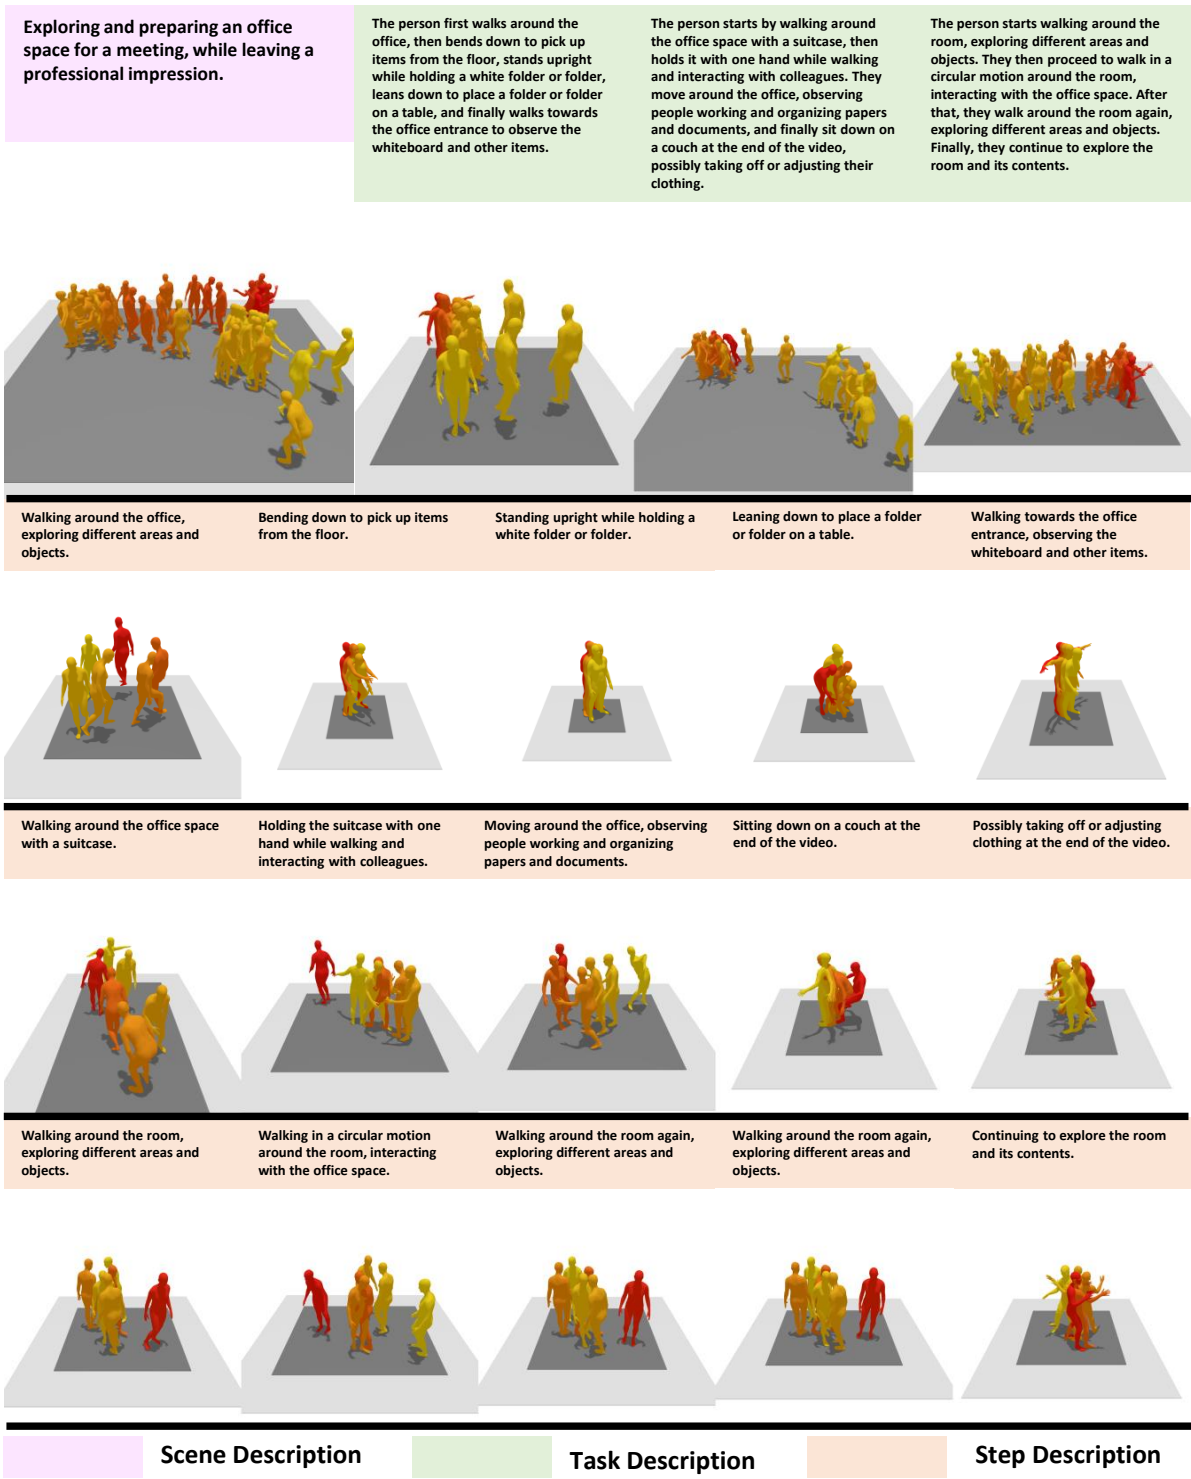 Exploring and preparing an office
space for a meeting, while leaving a
professional impression.
The person first walks around the
office, then bends down to pick up
items from the floor, stands upright
while holding a white folder or folder,
leans down to place a folder or folder
on a table, and finally walks towards
the office entrance to observe the
whiteboard and other items.
The person starts by walking around
the office space with a suitcase, then
holds it with one hand while walking
and interacting with colleagues. They
move around the office, observing
people working and organizing papers
and documents, and finally sit down on
a couch at the end of the video,
possibly taking off or adjusting their
clothing.
The person starts walking around the
room, exploring different areas and
objects. They then proceed to walk in a
circular motion around the room,
interacting with the office space. After
that, they walk around the room again,
exploring different areas and objects.
Finally, they continue to explore the
room and its contents.
Walking around the office,
exploring different areas and
objects.
Bending down to pick up items
from the floor.
Standing upright while holding a
white folder or folder.
Leaning down to place a folder
or folder on a table.
Walking towards the office
entrance, observing the
whiteboard and other items.
Walking around the office space
with a suitcase.
Holding the suitcase with one
hand while walking and
interacting with colleagues.
Moving around the office, observing
people working and organizing
papers and documents.
Sitting down on a couch at the
end of the video.
Possibly taking off or adjusting
clothing at the end of the video.
Walking around the room,
exploring different areas and
objects.
Walking in a circular motion
around the room, interacting
with the office space.
Walking around the room again,
exploring different areas and
objects.
Walking around the room again,
exploring different areas and
objects.
Continuing to explore the room
and its contents.
Scene Description
Task Description
Step Description